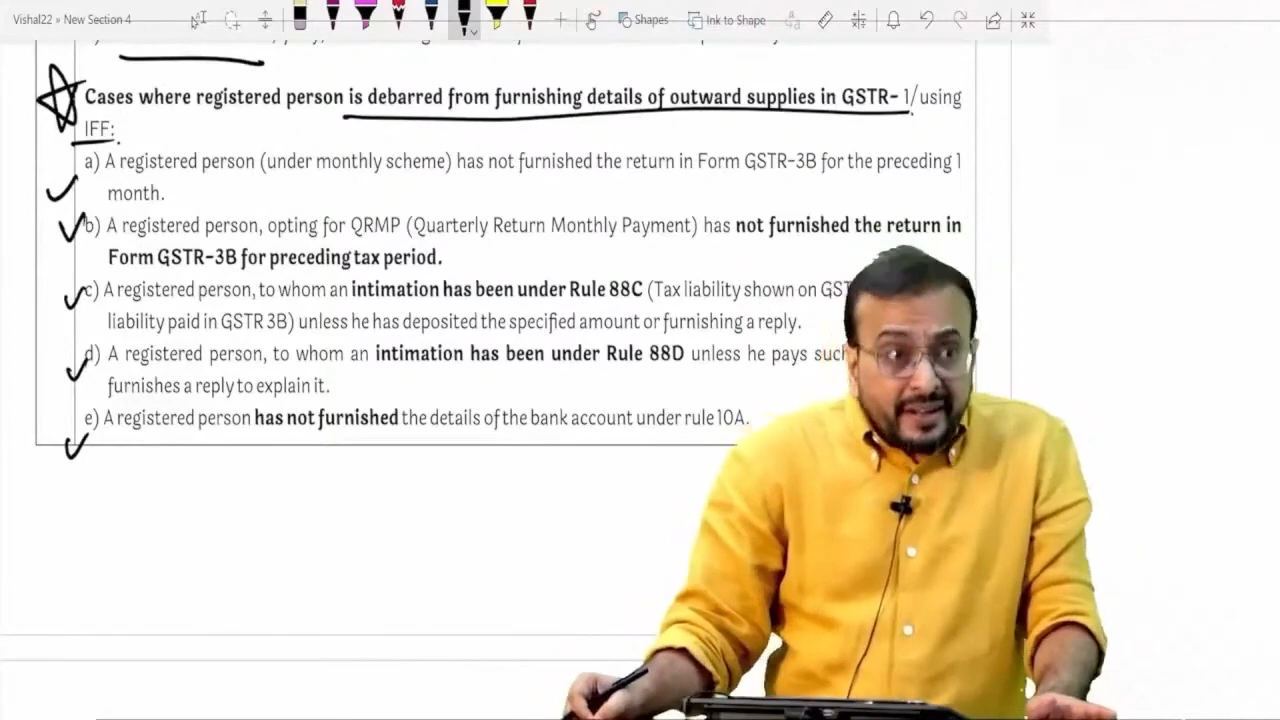 Vishal22 » New Section 4
Shapes
Ink to Shape
Cases where registered person is debarred from furnishing details of outward supplies in GSTR- 1/using
IFF:
a) A registered person (under monthly scheme) has not furnished the return in Form GSTR-3B for the preceding 1
month.
b) A registered person, opting for QRMP (Quarterly Return Monthly Payment) has not furnished the return in
Form GSTR-3B for preceding tax period.
c) A registered person, to whom an intimation has been under Rule 88C (Tax liability shown on
liability paid in GSTR 3B) unless he has deposited the specified amount or furnishing a reply.
d) A registered person, to whom an intimation has been under Rule 88D unless he pays
furnishes a reply to explain it.
e) A registered person has not furnished the details of the bank account under rule 10A.